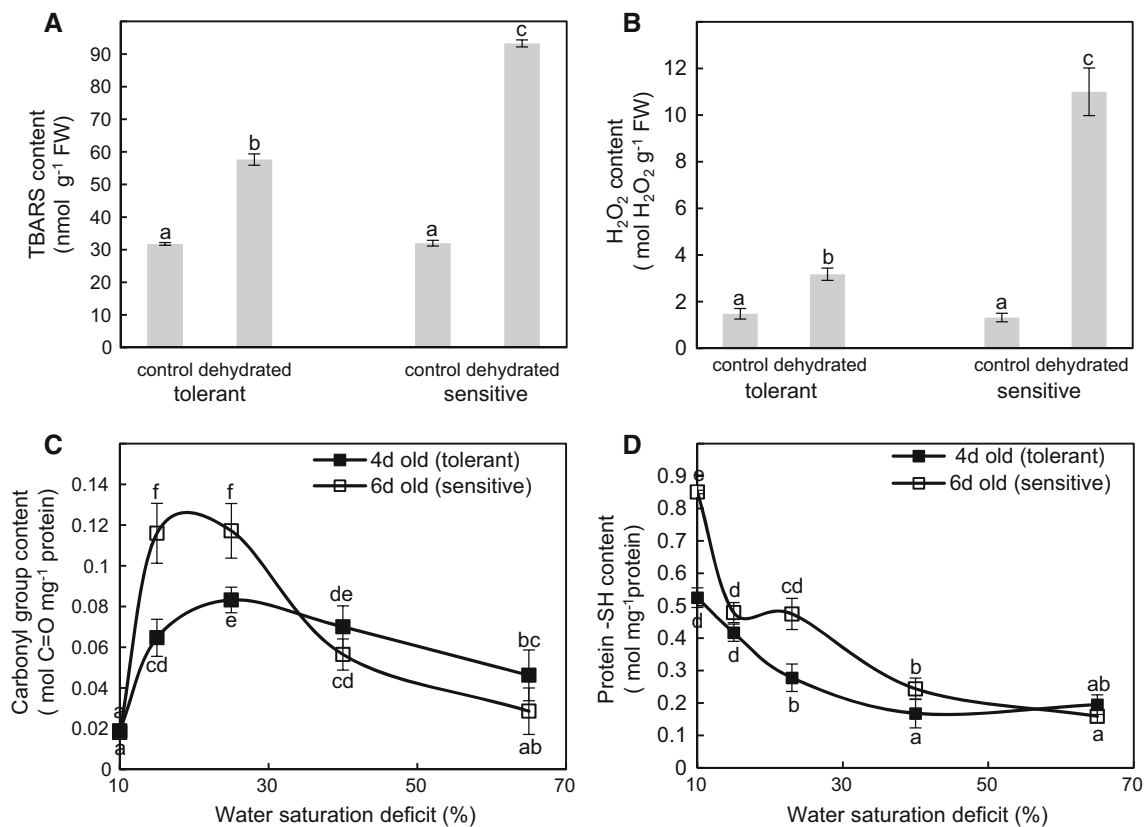 A
TBARS content
(nmol g⁻¹ FW)
90
80
70
60
50
40
30
20
10
0
a
b
a
c
control dehydrated
tolerant
control dehydrated
sensitive
B
H₂O₂ content
( mol H₂O₂ g⁻¹ FW)
12
10
8
6
4
2
0
a
b
a
c
control dehydrated
tolerant
control dehydrated
sensitive
C
Carbonyl group content
( mol C=O mg⁻¹ protein)
0.14
0.12
0.1
0.08
0.06
0.04
0.02
0
4d old (tolerant)
6d old (sensitive)
f
f
de
bc
e
cd
cd
ab
a
a
10
30
50
70
Water saturation deficit (%)
D
Protein -SH content
( mol mg⁻¹protein)
0.9
0.8
0.7
0.6
0.5
0.4
0.3
0.2
0.1
0
4d old (tolerant)
6d old (sensitive)
e
d
cd
d
d
b
b
a
ab
a
10
30
50
70
Water saturation deficit (%)